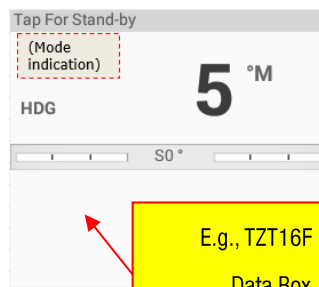 Tap For Stand-by
(Mode
indication)
HDG
5 °M
S0 °
E.g., TZT16F
Data Box